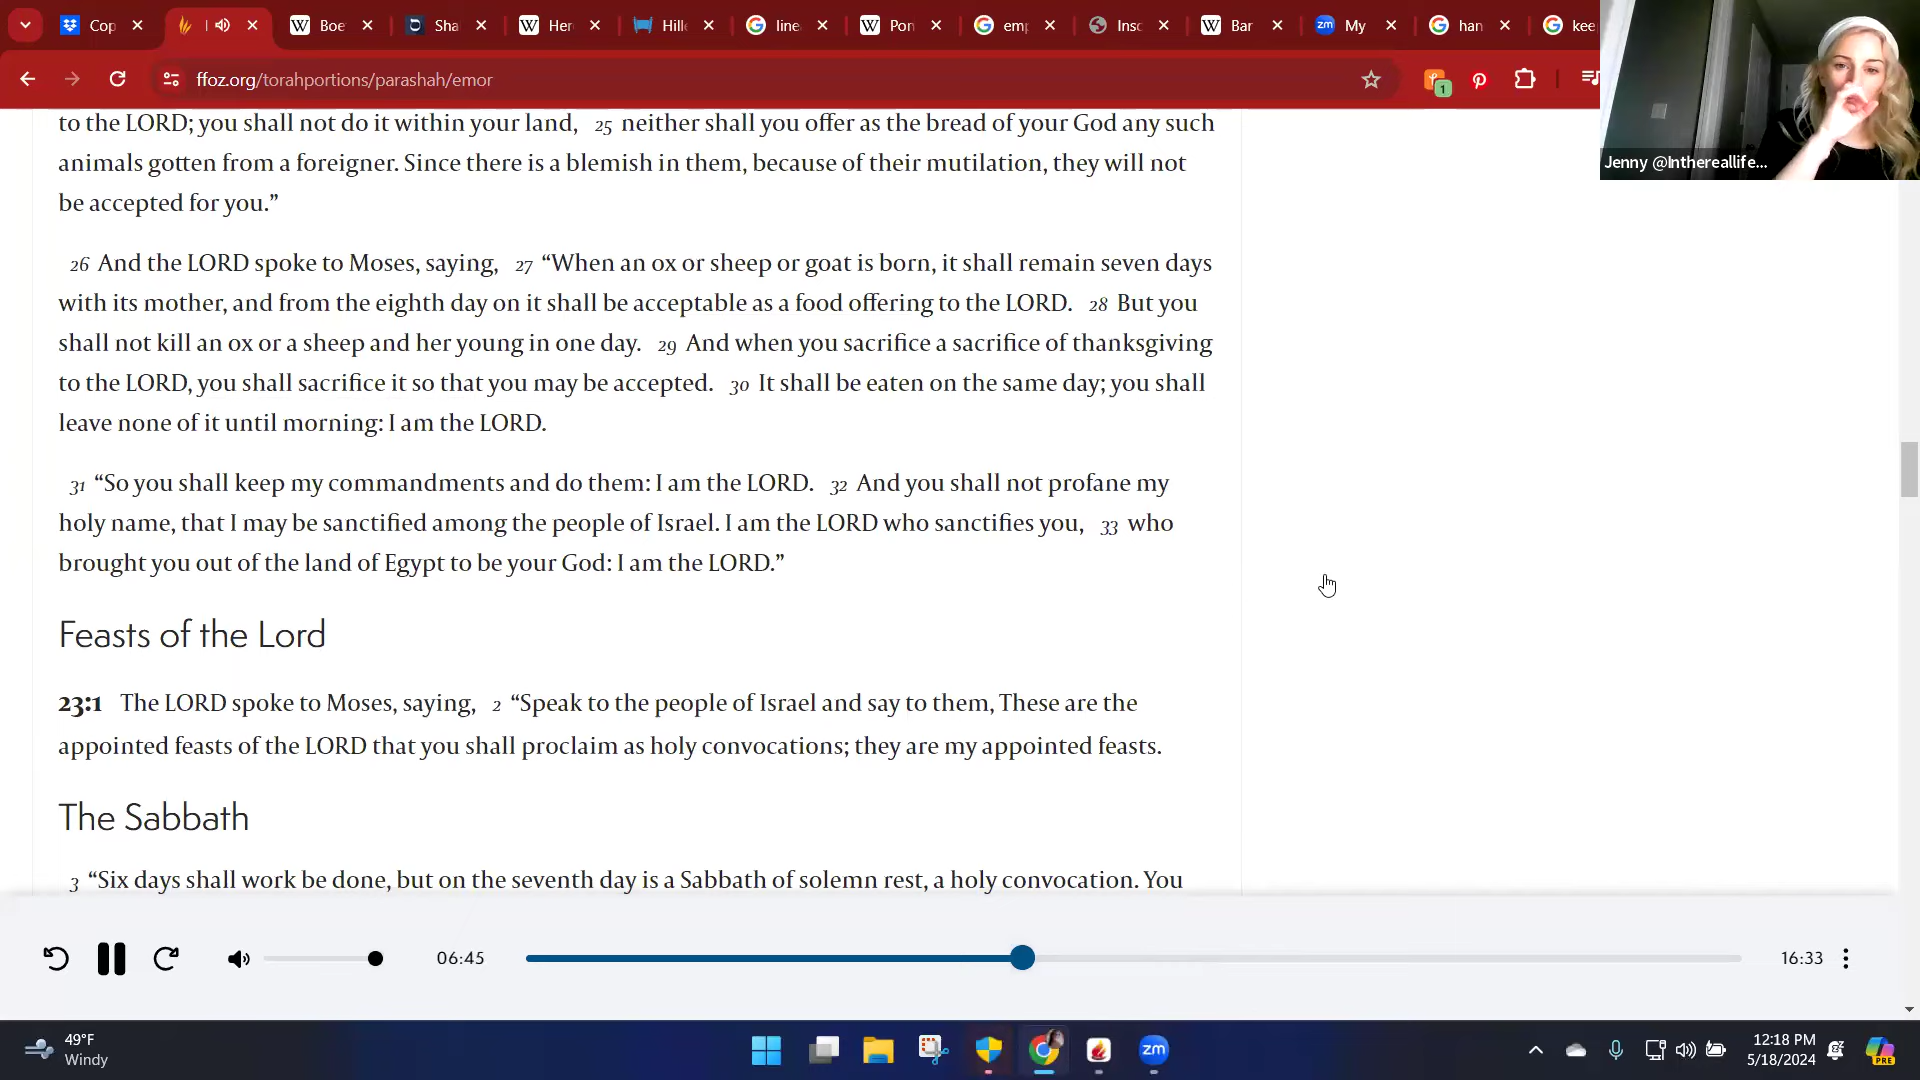 Cop
Boe
Sha
Her
Hille
line
Pon
emp
Insc
Bar
My
han
kee
ffoz.org/torahportions/parashah/emor
1
Jenny @Inthereallife...
to the LORD; you shall not do it within your land, 25 neither shall you offer as the bread of your God any such
animals gotten from a foreigner. Since there is a blemish in them, because of their mutilation, they will not
be accepted for you.”
26 And the LORD spoke to Moses, saying, 27 “When an ox or sheep or goat is born, it shall remain seven days
with its mother, and from the eighth day on it shall be acceptable as a food offering to the LORD. 28 But you
shall not kill an ox or a sheep and her young in one day. 29 And when you sacrifice a sacrifice of thanksgiving
to the LORD, you shall sacrifice it so that you may be accepted. 30 It shall be eaten on the same day; you shall
leave none of it until morning: I am the LORD.
31 “So you shall keep my commandments and do them: I am the LORD. 32 And you shall not profane my
holy name, that I may be sanctified among the people of Israel. I am the LORD who sanctifies you, 33 who
brought you out of the land of Egypt to be your God: I am the LORD.”
Feasts of the Lord
23:1 The LORD spoke to Moses, saying, 2 “Speak to the people of Israel and say to them, These are the
appointed feasts of the LORD that you shall proclaim as holy convocations; they are my appointed feasts.
The Sabbath
3 “Six days shall work be done, but on the seventh day is a Sabbath of solemn rest, a holy convocation. You
06:45
16:33
49°F
Windy
zm
12:18 PM
5/18/2024
PRE